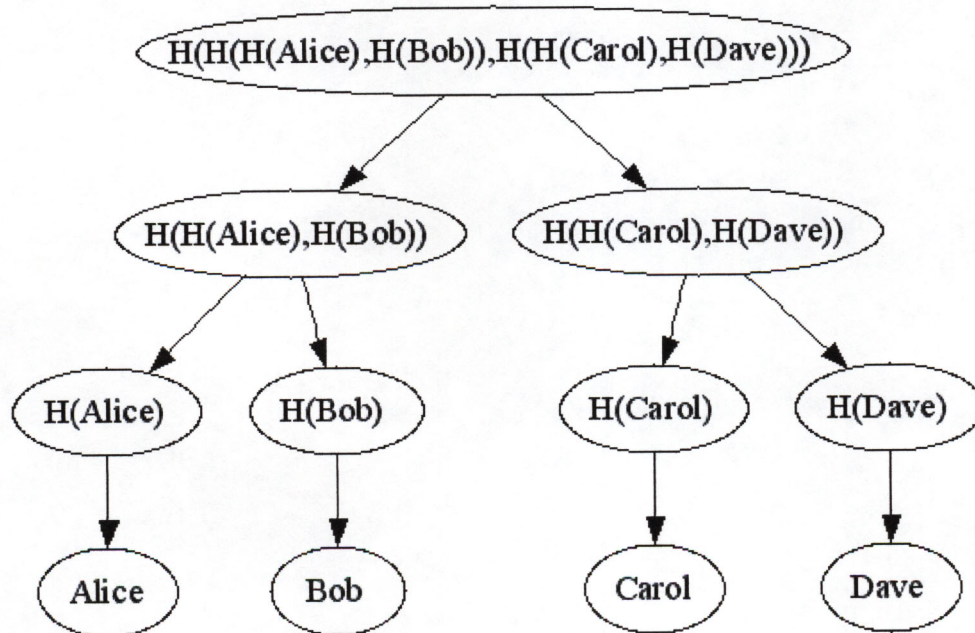 H(H(H(Alice),H(Bob)),H(H(Carol),H(Dave)))
H(H(Alice),H(Bob))
H(H(Carol),H(Dave))
H(Alice)
H(Bob)
H(Carol)
H(Dave)
Alice
Bob
Carol
Dave